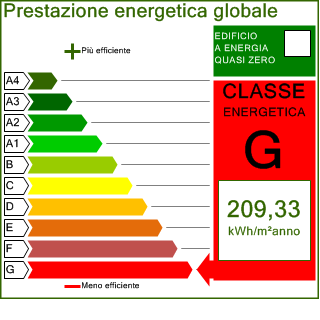 Prestazione energetica globale
Più efficiente
EDIFICIO
A ENERGIA
QUASI ZERO
A4
A3
A2
A1
B
C
D
E
F
G
Meno efficiente
CLASSE
ENERGETICA
G
209,33
kWh/m²anno